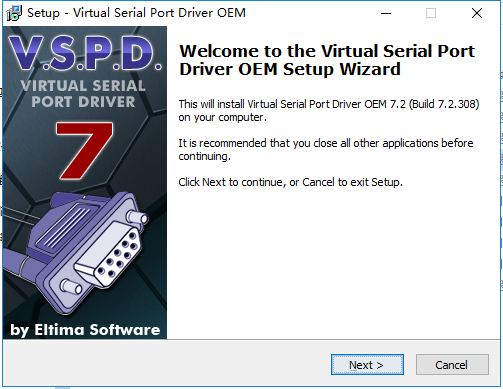 Setup - Virtual Serial Port Driver OEM
V.S.P.D.
VIRTUAL SERIAL
PORT DRIVER
7
by Eltima Software
Welcome to the Virtual Serial Port
Driver OEM Setup Wizard
This will install Virtual Serial Port Driver OEM 7.2 (Build 7.2.308)
on your computer.
It is recommended that you close all other applications before
continuing.
Click Next to continue, or Cancel to exit Setup.
Next >
Cancel